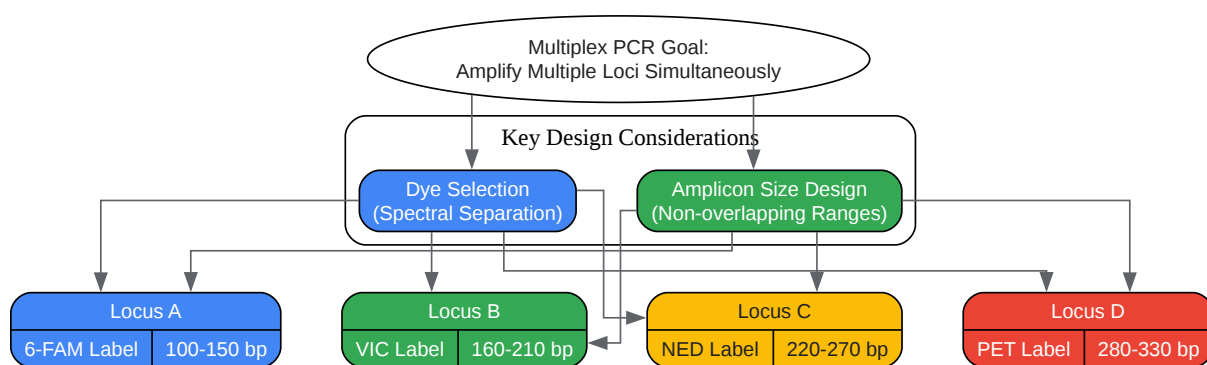 Multiplex PCR Goal:
Amplify Multiple Loci Simultaneously
Key Design Considerations
Dye Selection
(Spectral Separation)
Amplicon Size Design
(Non-overlapping Ranges)
Locus A
6-FAM Label
100-150 bp
Locus B
VIC Label
160-210 bp
Locus C
NED Label
220-270 bp
Locus D
PET Label
280-330 bp